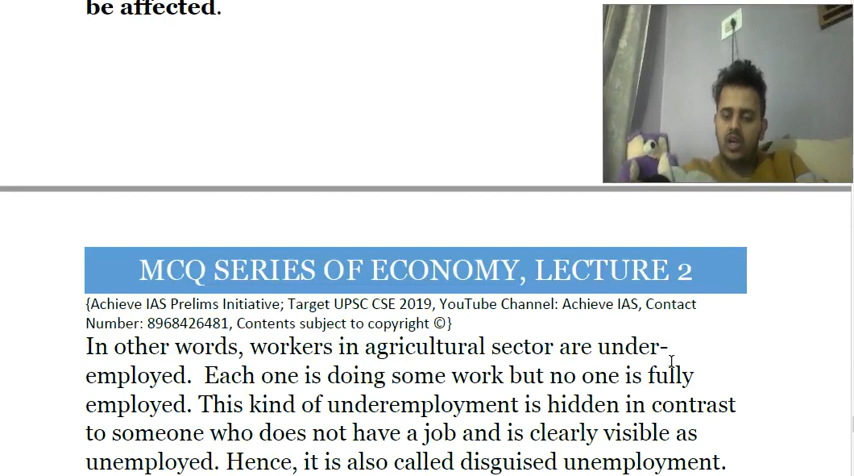 be affected.
MCQ SERIES OF ECONOMY, LECTURE 2
{Achieve IAS Prelims Initiative; Target UPSC CSE 2019, YouTube Channel: Achieve IAS, Contact
Number: 8968426481, Contents subject to copyright ©}
In other words, workers in agricultural sector are under-
employed.  Each one is doing some work but no one is fully
employed. This kind of underemployment is hidden in contrast
to someone who does not have a job and is clearly visible as
unemployed. Hence, it is also called disguised unemployment.